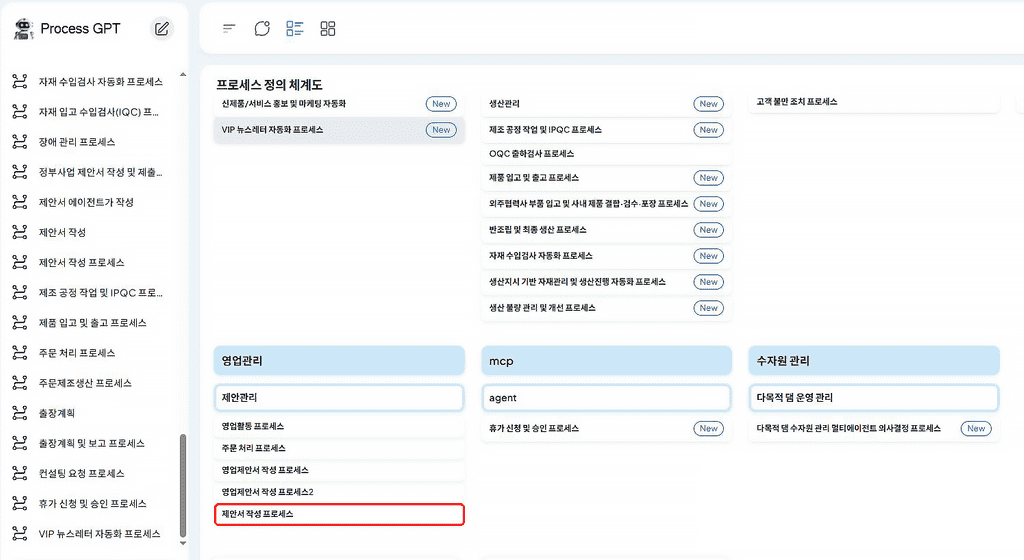 Process GPT
자재 수입검사 자동화 프로세스
자재 입고 수입검사(IQC) 프...
장애 관리 프로세스
정부사업 제안서 작성 및 제출...
제안서 에이전트가 작성
제안서 작성
제안서 작성 프로세스
제조 공정 작업 및 IPQC 프로...
제품 입고 및 출고 프로세스
주문 처리 프로세스
주문제조생산 프로세스
출장계획
출장계획 및 보고 프로세스
컨설팅 요청 프로세스
휴가 신청 및 승인 프로세스
VIP 뉴스레터 자동화 프로세스
프로세스 정의 체계도
신제품/서비스 홍보 및 마케팅 자동화 New
VIP 뉴스레터 자동화 프로세스 New
생산관리 New
제조 공정 작업 및 IPQC 프로세스 New
OQC 출하검사 프로세스
제품 입고 및 출고 프로세스 New
외주협력사 부품 입고 및 사내 제품 결합·검수·포장 프로세스 New
반조립 및 최종 생산 프로세스 New
자재 수입검사 자동화 프로세스 New
생산지시 기반 자재관리 및 생산진행 자동화 프로세스 New
생산 불량 관리 및 개선 프로세스 New
고객 불만 조치 프로세스
영업관리
제안관리
영업활동 프로세스
주문 처리 프로세스
영업제안서 작성 프로세스
영업제안서 작성 프로세스2
제안서 작성 프로세스
mcp
agent
휴가 신청 및 승인 프로세스 New
수자원 관리
다목적 댐 운영 관리
다목적 댐 수자원 관리 멀티에이전트 의사결정 프로세스 New